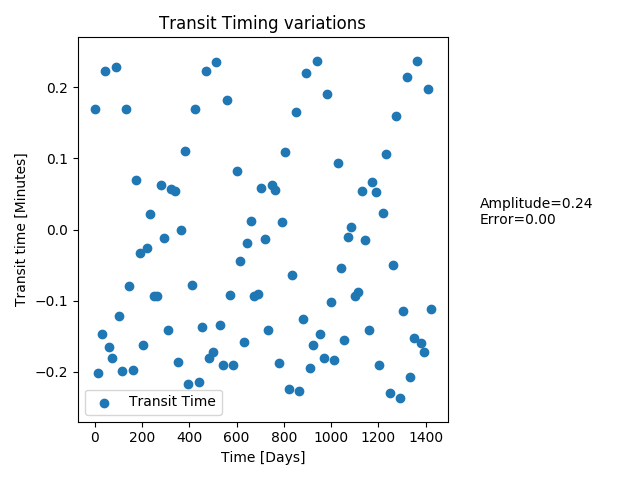 Transit Timing variations
Transit time [Minutes]
0.2
0.1
0.0
−0.1
−0.2
Transit Time
0
200
400
600
800
1000
1200
1400
Time [Days]
Amplitude=0.24
Error=0.00